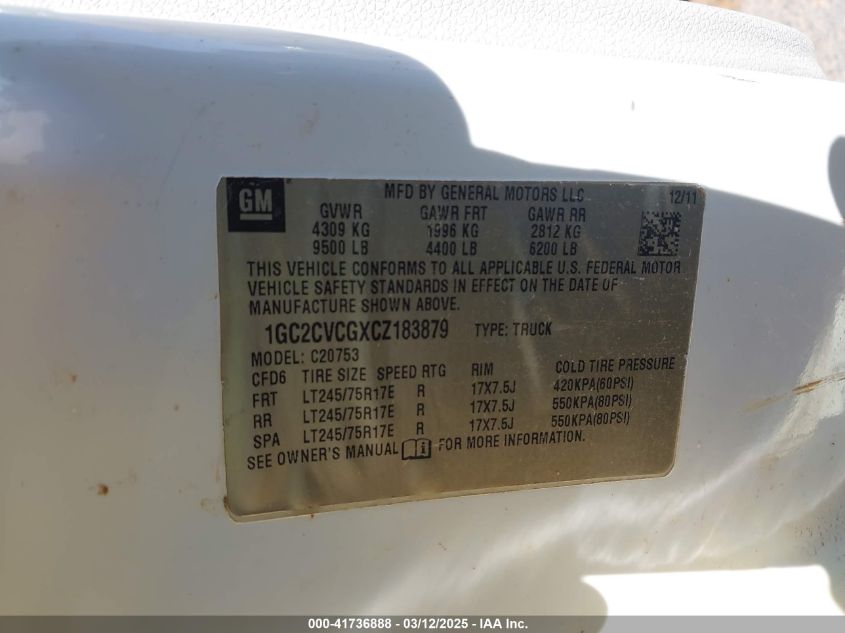 GM
MFD BY GENERAL MOTORS LLC 12/11
GVWR GAWR FRT GAWR RR
4309 KG 1996 KG 2812 KG
9500 LB 4400 LB 6200 LB
THIS VEHICLE CONFORMS TO ALL APPLICABLE U.S. FEDERAL MOTOR
VEHICLE SAFETY STANDARDS IN EFFECT ON THE DATE OF
MANUFACTURE SHOWN ABOVE.
1GC2CVCGXCZ183879 TYPE: TRUCK
MODEL: C20753
CFD6 TIRE SIZE SPEED RTG RIM COLD TIRE PRESSURE
FRT LT245/75R17E R 17X7.5J 420KPA(60PSI)
RR LT245/75R17E R 17X7.5J 550KPA(80PSI)
SPA LT245/75R17E R 17X7.5J 550KPA(80PSI)
SEE OWNER'S MANUAL FOR MORE INFORMATION.
000-41736888 - 03/12/2025 - IAA Inc.